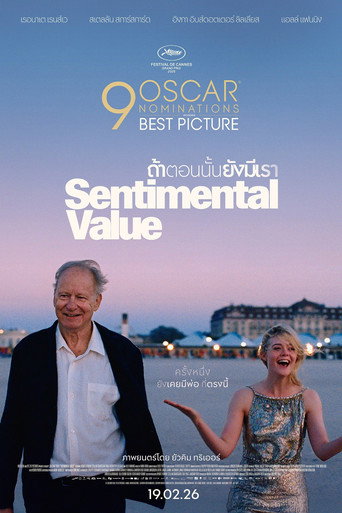 เรอนาเต เรนส์เว สเตลลัน สการ์สการ์ด อิงกา อิบส์ดอตเตอร์ ลิลเลียส แอลล์ แฟนนิง
FESTIVAL DE CANNES
GRAND PRIX
2025
9 OSCAR®
NOMINATIONS
BEST PICTURE
ถ้าตอนนั้นยังมีเรา
Sentimental
Value
ครั้งหนึ่ง
ยังเคยมีพ่อ ที่ตรงนี้
ภาพยนตร์โดย ยัวคิม ทริเออร์
19.02.26